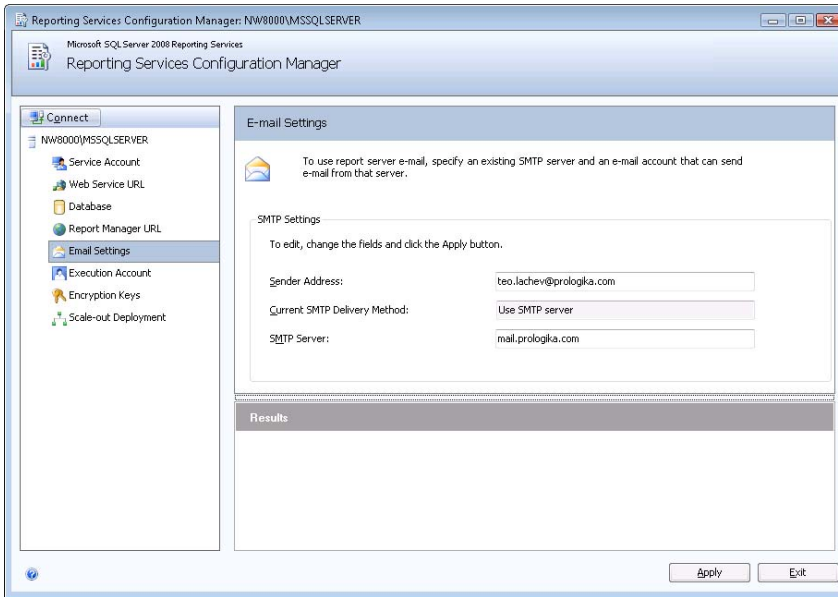 Reporting Services Configuration Manager: NW8000\MSSQLSERVER
Microsoft SQL Server 2008 Reporting Services
Reporting Services Configuration Manager
Connect
NW8000\MSSQLSERVER
Service Account
Web Service URL
Database
Report Manager URL
Email Settings
Execution Account
Encryption Keys
Scale-out Deployment
E-mail Settings
To use report server e-mail, specify an existing SMTP server and an e-mail account that can send
e-mail from that server.
SMTP Settings
To edit, change the fields and click the Apply button.
Sender Address: teo.lachev@prologika.com
Current SMTP Delivery Method: Use SMTP server
SMTP Server: mail.prologika.com
Results
Apply Exit